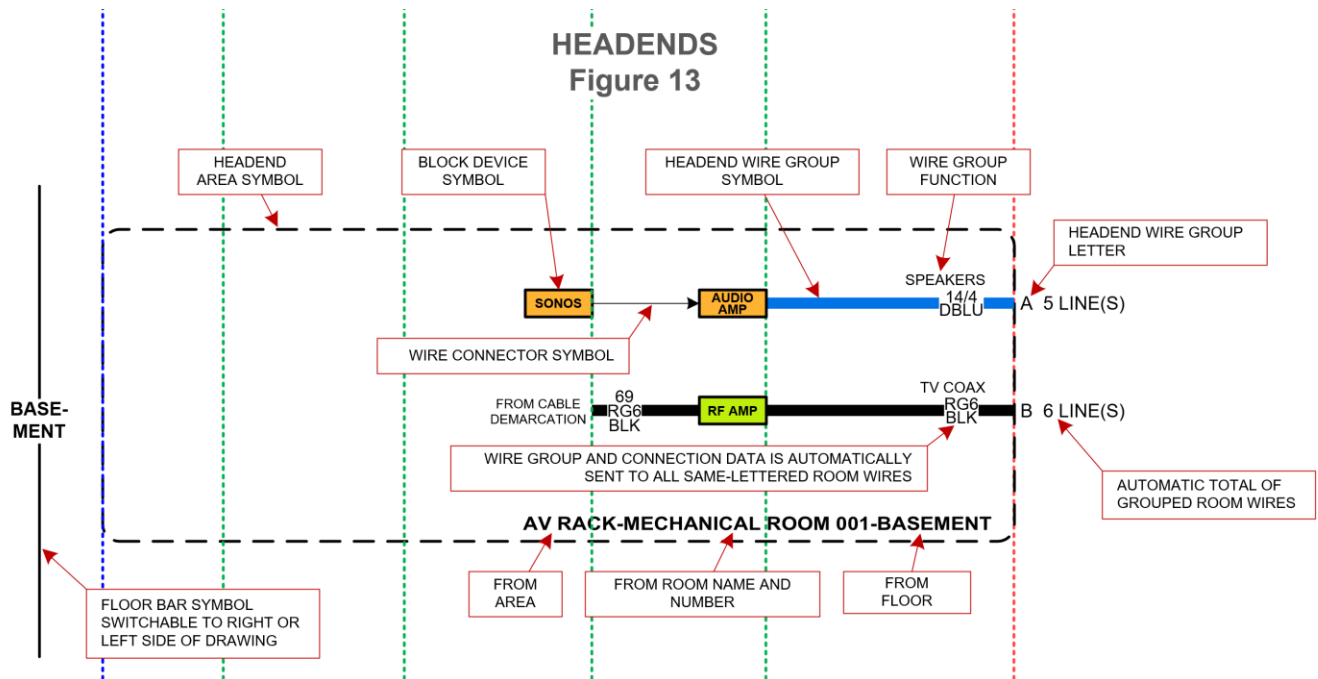 HEADENDS
Figure 13
HEADEND
AREA SYMBOL
BLOCK DEVICE
SYMBOL
HEADEND WIRE GROUP
SYMBOL
WIRE GROUP
FUNCTION
HEADEND WIRE GROUP
LETTER
SPEAKERS
14/4
DBLU
SONOS
AUDIO
AMP
A 5 LINE(S)
WIRE CONNECTOR SYMBOL
BASE-
MENT
FROM CABLE
DEMARCATION
69
RG6
BLK
RF AMP
TV COAX
RG6
BLK
B 6 LINE(S)
WIRE GROUP AND CONNECTION DATA IS AUTOMATICALLY
SENT TO ALL SAME-LETTERED ROOM WIRES
AUTOMATIC TOTAL OF
GROUPED ROOM WIRES
AV RACK-MECHANICAL ROOM 001-BASEMENT
FROM
AREA
FROM ROOM NAME AND
NUMBER
FROM
FLOOR
FLOOR BAR SYMBOL
SWITCHABLE TO RIGHT OR
LEFT SIDE OF DRAWING